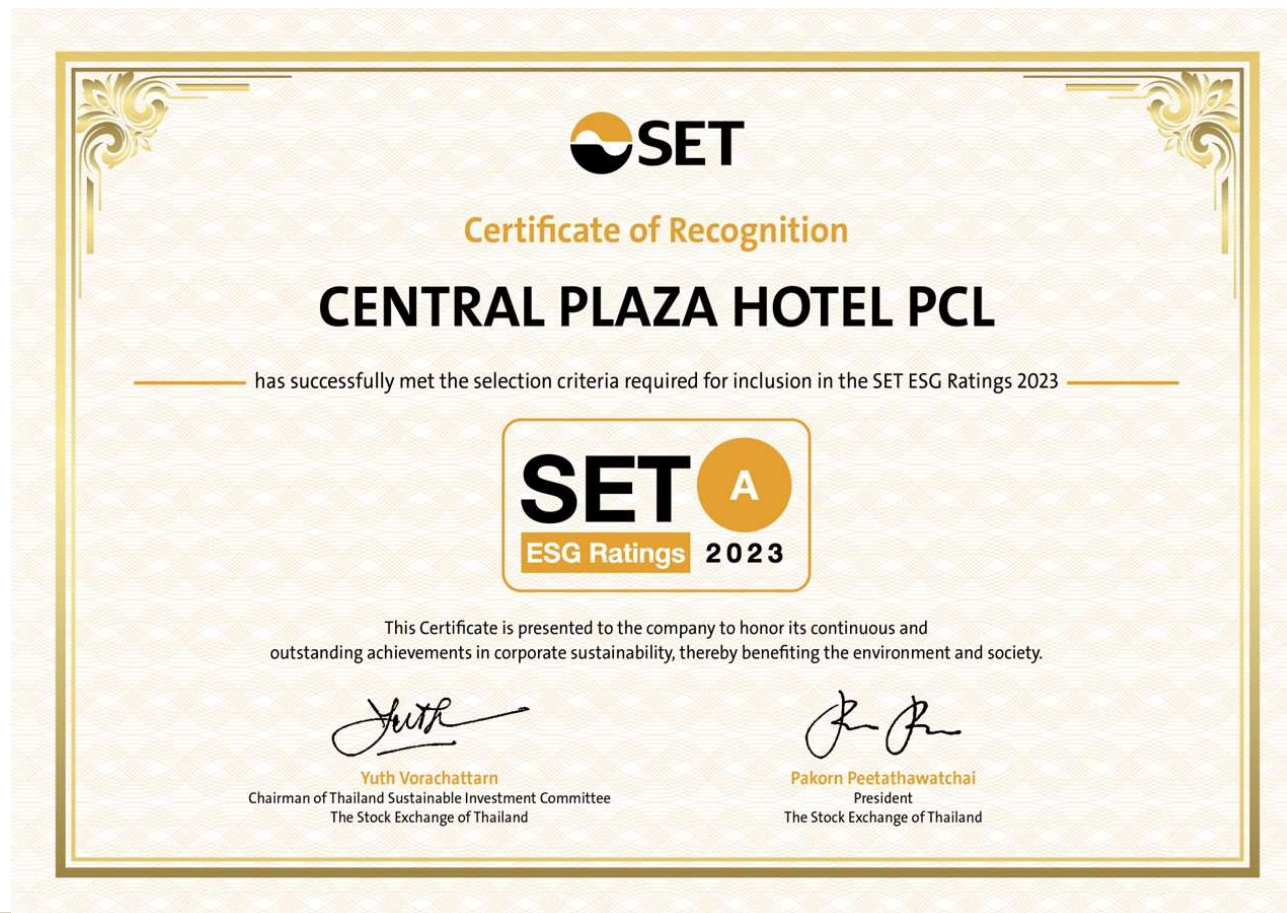 SET
Certificate of Recognition
CENTRAL PLAZA HOTEL PCL
has successfully met the selection criteria required for inclusion in the SET ESG Ratings 2023
SET A
ESG Ratings 2023
This Certificate is presented to the company to honor its continuous and
outstanding achievements in corporate sustainability, thereby benefiting the environment and society.
Yuth
Yuth Vorachattarn
Chairman of Thailand Sustainable Investment Committee
The Stock Exchange of Thailand
Pakorn Peetathawatchai
President
The Stock Exchange of Thailand